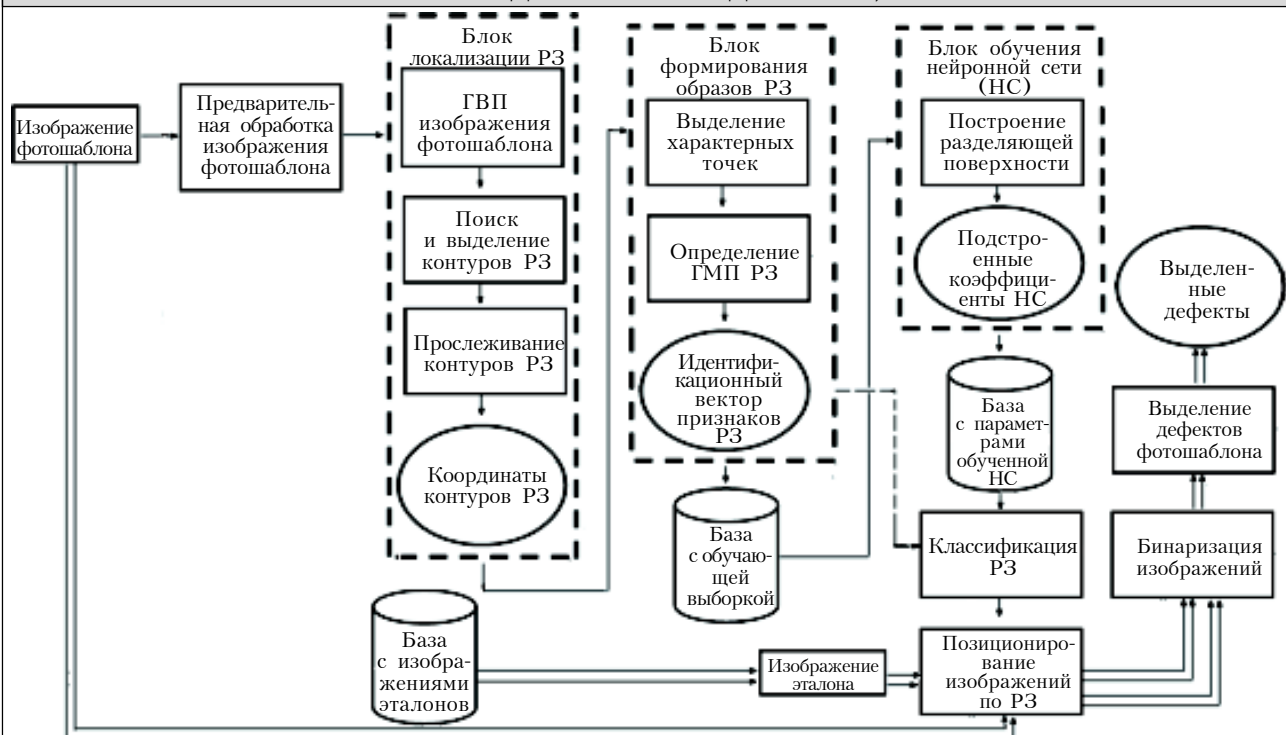 Изображение
фотошаблона
Предваритель-
ная обработка
изображения
фотошаблона
Блок
локализации РЗ
ГВП
изображения
фотошаблона
Поиск
и выделение
контуров РЗ
Прослеживание
контуров РЗ
Координаты
контуров РЗ
Блок
формирования
образов РЗ
Выделение
характерных
точек
Определение
ГМП РЗ
Идентифи-
кационный
вектор
признаков
РЗ
База
с обучаю-
щей
выборкой
Блок обучения
нейронной сети
(НС)
Построение
разделяющей
поверхности
Подстро-
енные
коэффици-
енты НС
База
с парамет-
рами
обученной
НС
Классификация
РЗ
База
с изобра-
жениями
эталонов
Изображение
эталона
Позициониро-
вание
изображений
по РЗ
Бинаризация
изображений
Выделение
дефектов
фотошаблона
Выделен-
ные
дефекты